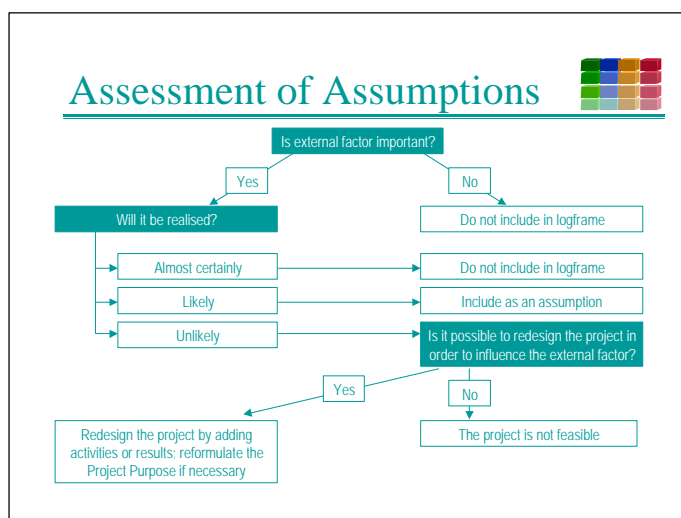 Assessment of Assumptions
Is external factor important?
Yes
No
Will it be realised?
Do not include in logframe
Almost certainly
Do not include in logframe
Likely
Include as an assumption
Unlikely
Is it possible to redesign the project in
order to influence the external factor?
Yes
No
Redesign the project by adding
activities or results; reformulate the
Project Purpose if necessary
The project is not feasible